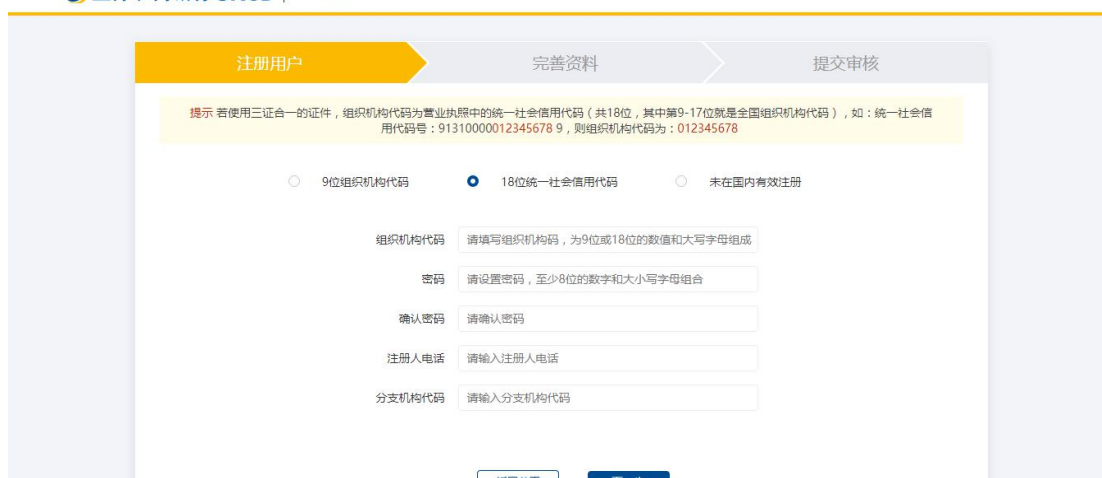 注册用户
完善资料
提交审核
提示 若使用三证合一的证件，组织机构代码为营业执照中的统一社会信用代码（共18位，其中第9-17位就是全国组织机构代码），如：统一社会信
用代码号：91310000012345678 9，则组织机构代码为：012345678
9位组织机构代码
18位统一社会信用代码
未在国内有效注册
组织机构代码 请填写组织机构码，为9位或18位的数值和大写字母组成
密码 请设置密码，至少8位的数字和大小写字母组合
确认密码 请确认密码
注册人电话 请输入注册人电话
分支机构代码 请输入分支机构代码